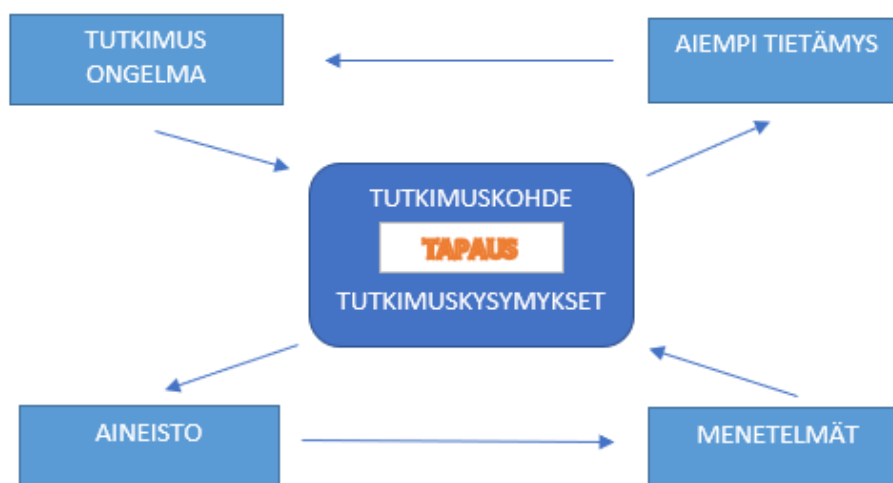 TUTKIMUS
ONGELMA
AIEMPI TIETÄMYS
TUTKIMUSKOHDE
TAPAUS
TUTKIMUSKYSYMYKSET
AINEISTO
MENETELMÄT